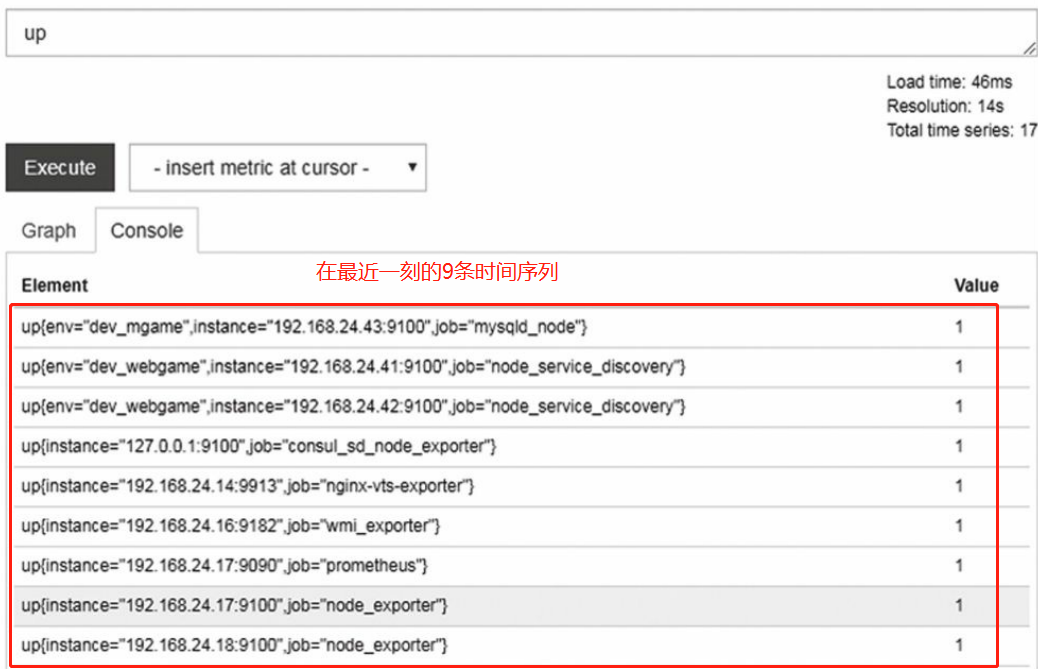 up
Load time: 46ms
Resolution: 14s
Total time series: 17
Execute
- insert metric at cursor -
Graph
Console
在最近一刻的9条时间序列
Element Value
up{env="dev_mgame",instance="192.168.24.43:9100",job="mysqld_node"} 1
up{env="dev_webgame",instance="192.168.24.41:9100",job="node_service_discovery"} 1
up{env="dev_webgame",instance="192.168.24.42:9100",job="node_service_discovery"} 1
up{instance="127.0.0.1:9100",job="consul_sd_node_exporter"} 1
up{instance="192.168.24.14:9913",job="nginx-vts-exporter"} 1
up{instance="192.168.24.16:9182",job="wmi_exporter"} 1
up{instance="192.168.24.17:9090",job="prometheus"} 1
up{instance="192.168.24.17:9100",job="node_exporter"} 1
up{instance="192.168.24.18:9100",job="node_exporter"} 1